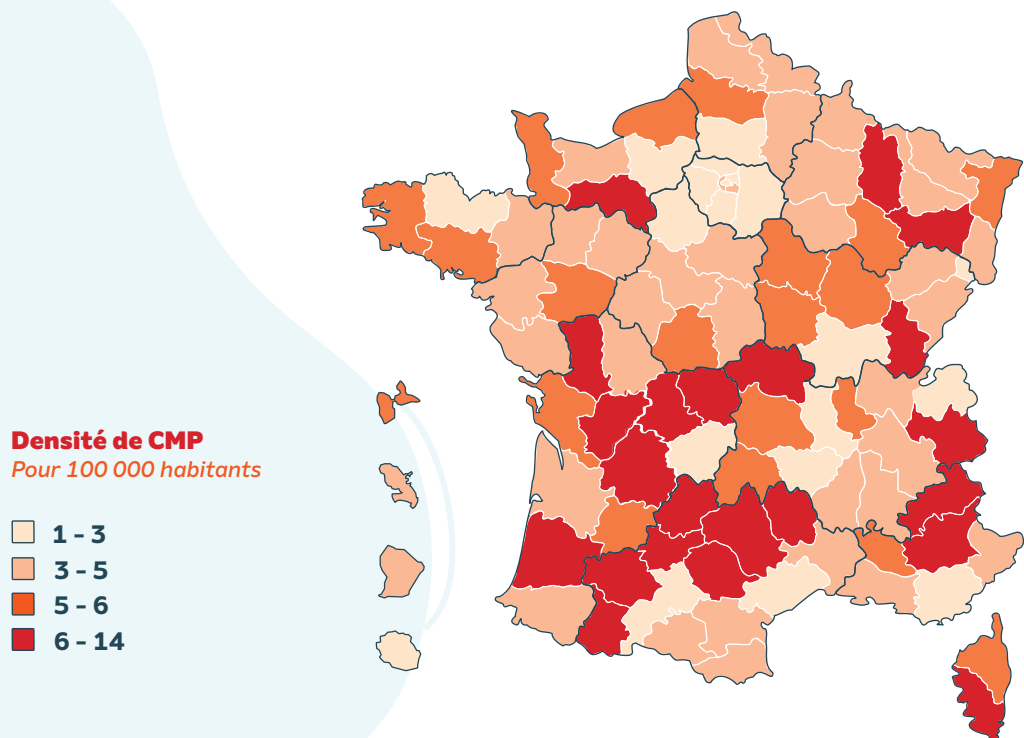 Densité de CMP
Pour 100 000 habitants
1 - 3
3 - 5
5 - 6
6 - 14